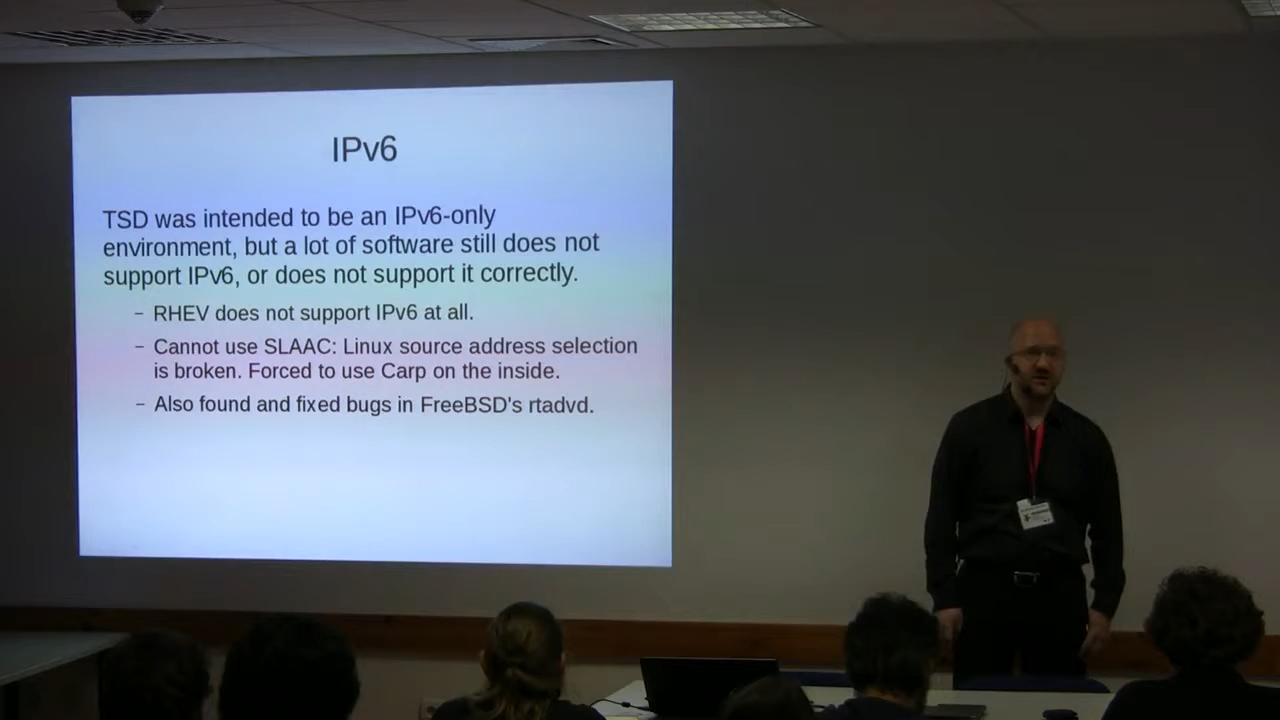 IPv6
TSD was intended to be an IPv6-only
environment, but a lot of software still does not
support IPv6, or does not support it correctly.
– RHEV does not support IPv6 at all.
– Cannot use SLAAC: Linux source address selection
is broken. Forced to use Carp on the inside.
– Also found and fixed bugs in FreeBSD's rtadvd.